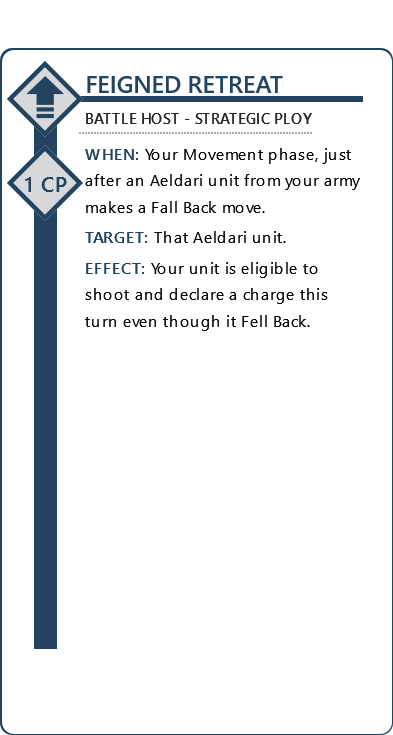 FEIGNED RETREAT
BATTLE HOST - STRATEGIC PLOY
1 CP
WHEN: Your Movement phase, just
after an Aeldari unit from your army
makes a Fall Back move.
TARGET: That Aeldari unit.
EFFECT: Your unit is eligible to
shoot and declare a charge this
turn even though it Fell Back.